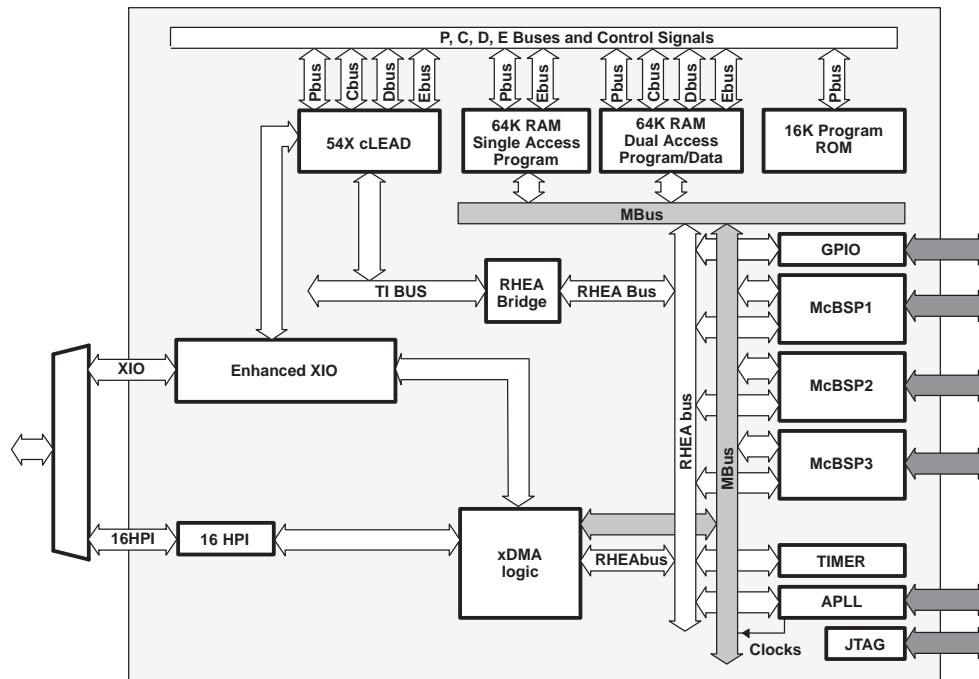 P, C, D, E Buses and Control Signals
Pbus
Cbus
Dbus
Ebus
Pbus
Ebus
Pbus
Cbus
Dbus
Ebus
Pbus
54X cLEAD
64K RAM
Single Access
Program
64K RAM
Dual Access
Program/Data
16K Program
ROM
MBus
GPIO
TI BUS
RHEA
Bridge
RHEA Bus
McBSP1
XIO
Enhanced XIO
McBSP2
RHEA bus
MBus
McBSP3
16HPI
16 HPI
xDMA
logic
RHEAbus
TIMER
APLL
Clocks
JTAG